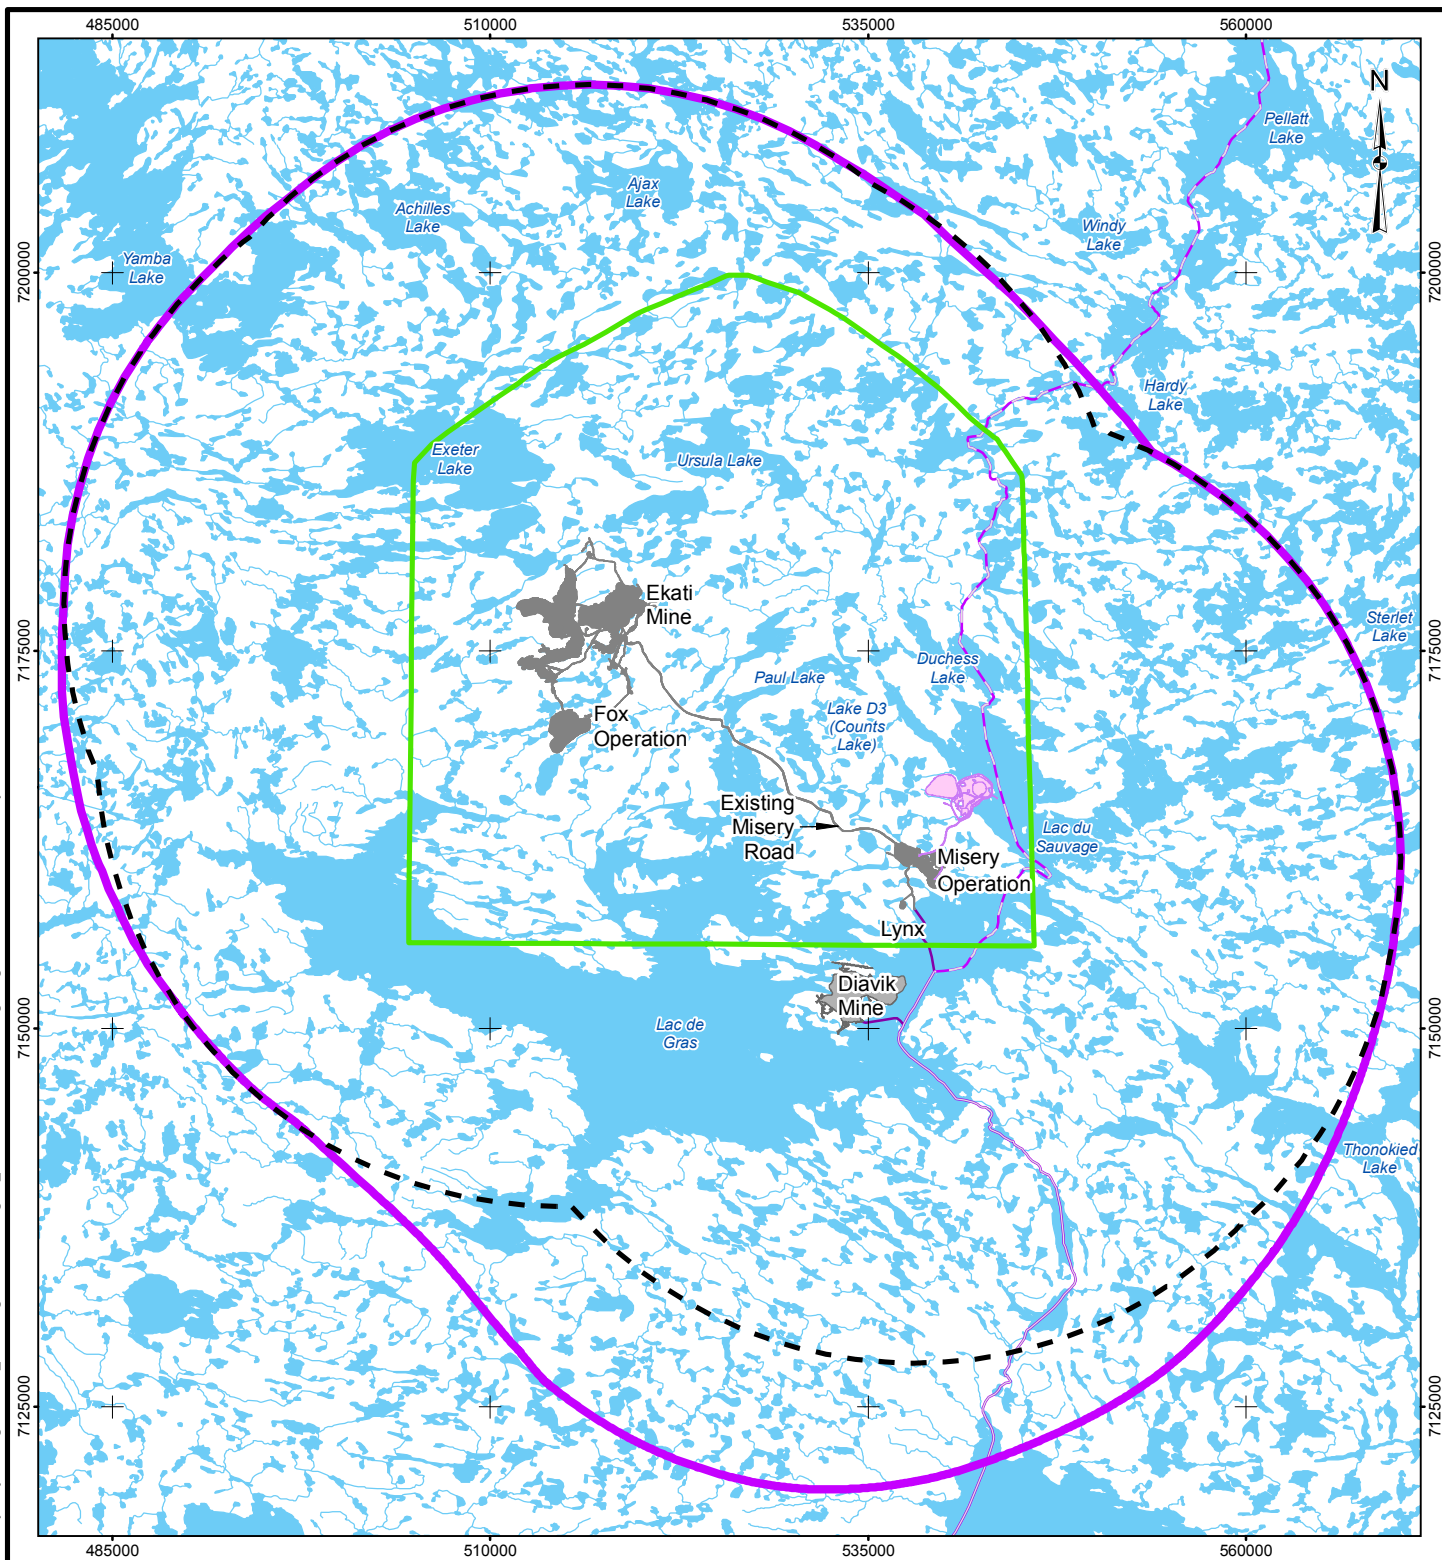 485000
510000
535000
560000
N
Pellatt
Lake
Ajax
Lake
Achilles
Lake
Windy
Lake
Yamba
Lake
7200000
7200000
Hardy
Lake
Exeter
Lake
Ursula Lake
Ekati
Mine
Sterlet
Lake
7175000
7175000
Duchess
Lake
Paul Lake
Lake D3
(Counts
Lake)
Fox
Operation
Existing
Misery
Road
Lac du
Sauvage
Misery
Operation
Lynx
Diavik
Mine
Lac de
Gras
7150000
7150000
Thonokied
Lake
7125000
7125000
485000
510000
535000
560000